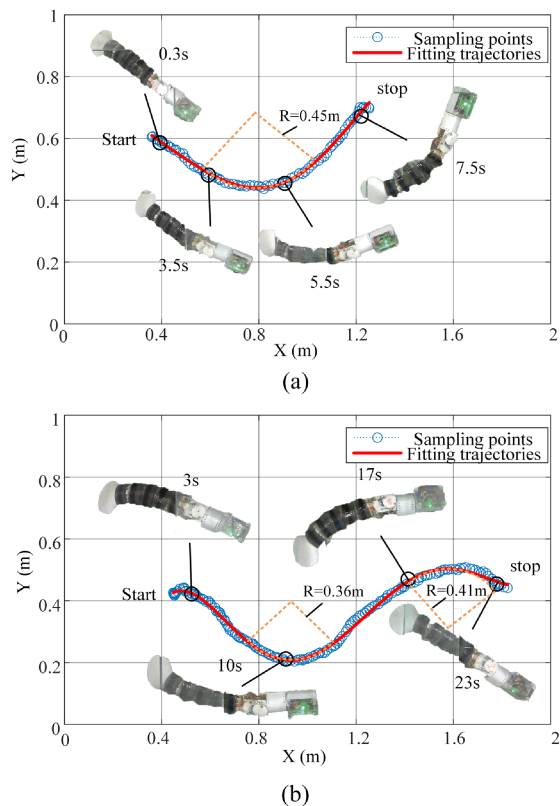 (a)
1
0.8
0.6
0.4
0.2
0
Y (m)
0
0.4
0.8
1.2
1.6
2
X (m)
Sampling points
Fitting trajectories
0.3s
Start
R=0.45m
stop
7.5s
3.5s
5.5s
(a)
1
0.8
0.6
0.4
0.2
0
Y (m)
0
0.4
0.8
1.2
1.6
2
X (m)
Sampling points
Fitting trajectories
3s
17s
Start
R=0.36m
R=0.41m
stop
10s
23s
(b)